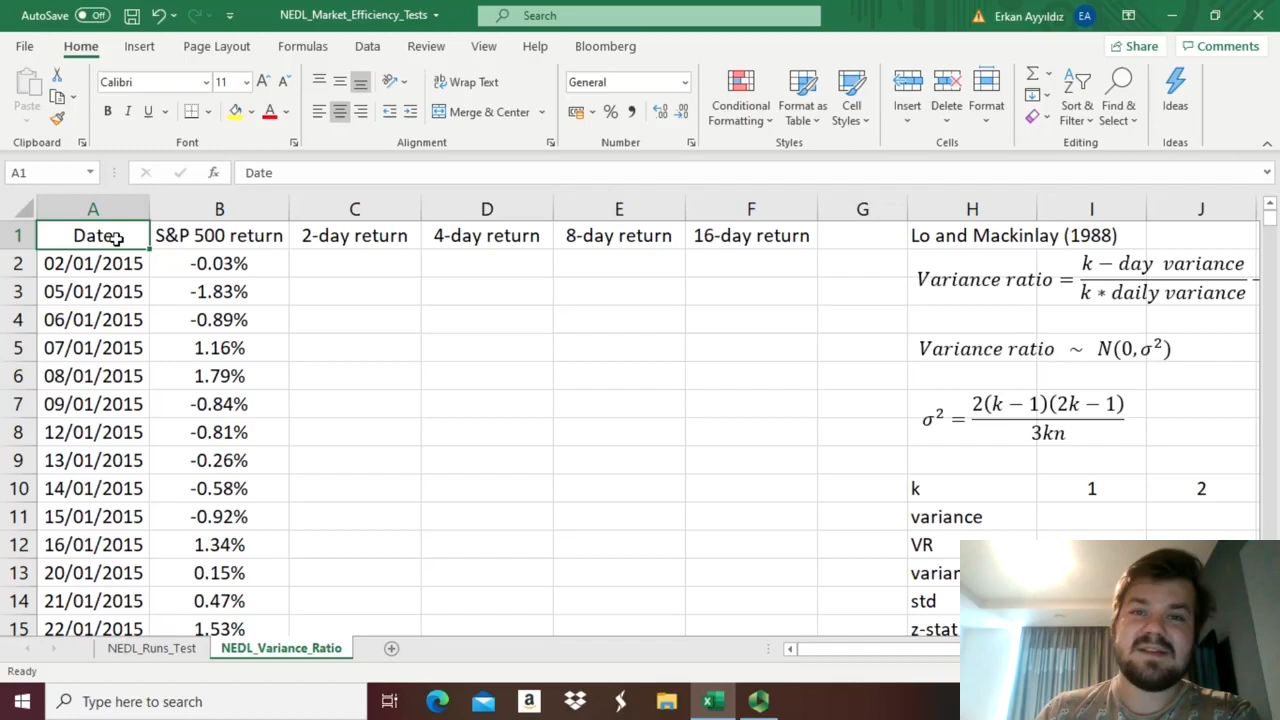 AutoSave Off NEDL_Market_Efficiency_Tests Search Erkan Ayyıldız EA
File Home Insert Page Layout Formulas Data Review View Help Bloomberg Share Comments
Paste
Calibri 11
B I U
Wrap Text
Merge & Center
General
Conditional Formatting
Format as Table
Cell Styles
Insert
Delete
Format
Sort & Filter
Find & Select
Ideas
Clipboard Font Alignment Number Styles Cells Editing Ideas
A1 fx Date
A B C D E F G H I J
1 Date S&P 500 return 2-day return 4-day return 8-day return 16-day return Lo and Mackinlay (1988)
2 02/01/2015 -0.03%
Variance ratio = k − day variance / k ∗ daily variance −
3 05/01/2015 -1.83%
4 06/01/2015 -0.89%
5 07/01/2015 1.16% Variance ratio ~ N(0, σ²)
6 08/01/2015 1.79%
7 09/01/2015 -0.84%
σ² = 2(k − 1)(2k − 1) / 3kn
8 12/01/2015 -0.81%
9 13/01/2015 -0.26%
10 14/01/2015 -0.58% k 1 2
11 15/01/2015 -0.92% variance
12 16/01/2015 1.34% VR
13 20/01/2015 0.15% varian
14 21/01/2015 0.47% std
15 22/01/2015 1.53% z-stat
NEDL_Runs_Test NEDL_Variance_Ratio
Ready
Type here to search